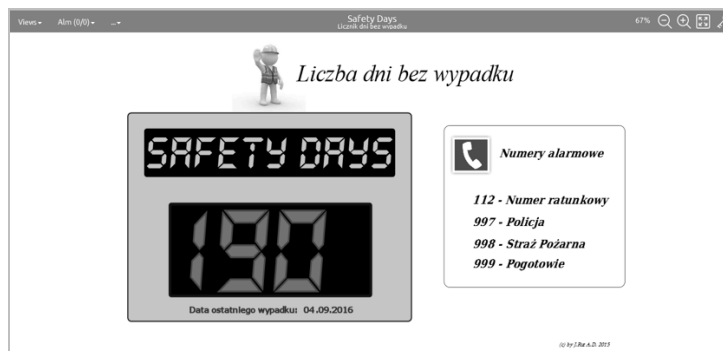 Views Alm (0/0) ...
Safety Days
Licznik dni bez wypadku
67%
Liczba dni bez wypadku
SAFETY DAYS
190
Data ostatniego wypadku: 04.09.2016
Numery alarmowe
112 - Numer ratunkowy
997 - Policja
998 - Straż Pożarna
999 - Pogotowie
(c) by J.Rut A.D. 2015